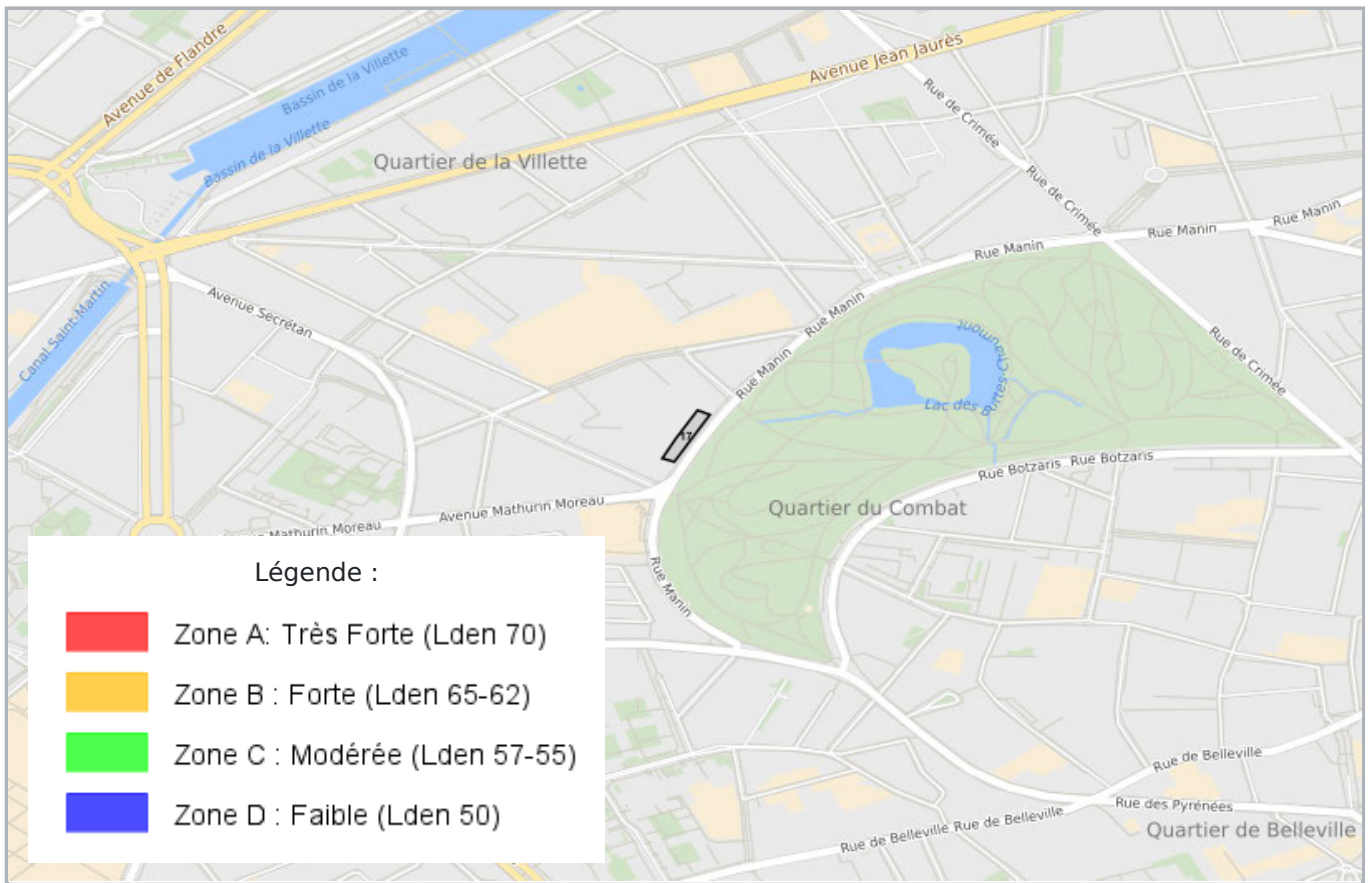 Avenue de Flandre
Bassin de la Villette
Bassin de la Villette
Avenue Jean Jaurès
Quartier de la Villette
Rue de Crimée
Rue de Crimée
Rue Manin
Rue Manin
Rue Manin
Canal Saint-Martin
Avenue Secrétan
Rue Manin
Rue Manin
Lac des Buttes Chaumont
Rue de Crimée
17
Rue Botzaris Rue Botzaris
Quartier du Combat
Avenue Mathurin Moreau
Mathurin Moreau
Rue Manin
Légende :
Zone A: Très Forte (Lden 70)
Zone B : Forte (Lden 65-62)
Zone C : Modérée (Lden 57-55)
Zone D : Faible (Lden 50)
Rue de Belleville
Rue des Pyrénées
Rue de Belleville Rue de Belleville
Quartier de Belleville